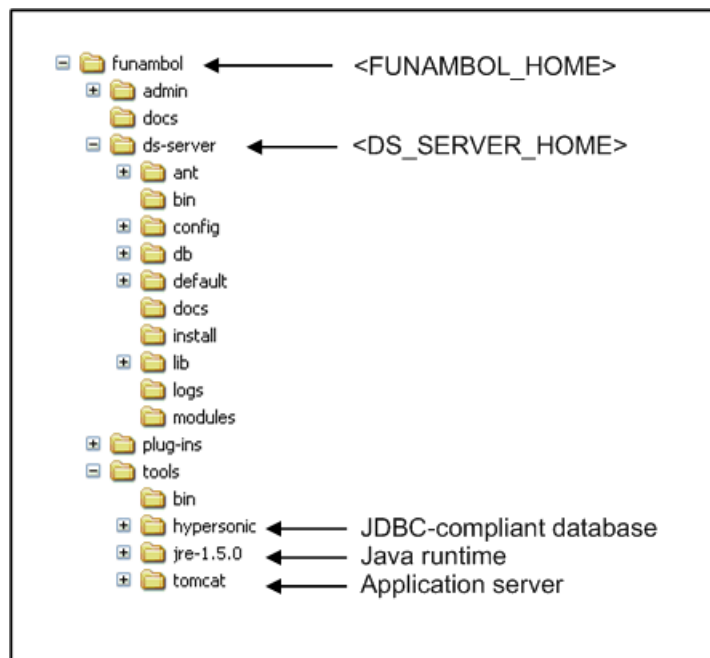 funambol <FUNAMBOL_HOME>
admin
docs
ds-server <DS_SERVER_HOME>
ant
bin
config
db
default
docs
install
lib
logs
modules
plug-ins
tools
bin
hypersonic JDBC-compliant database
jre-1.5.0 Java runtime
tomcat Application server